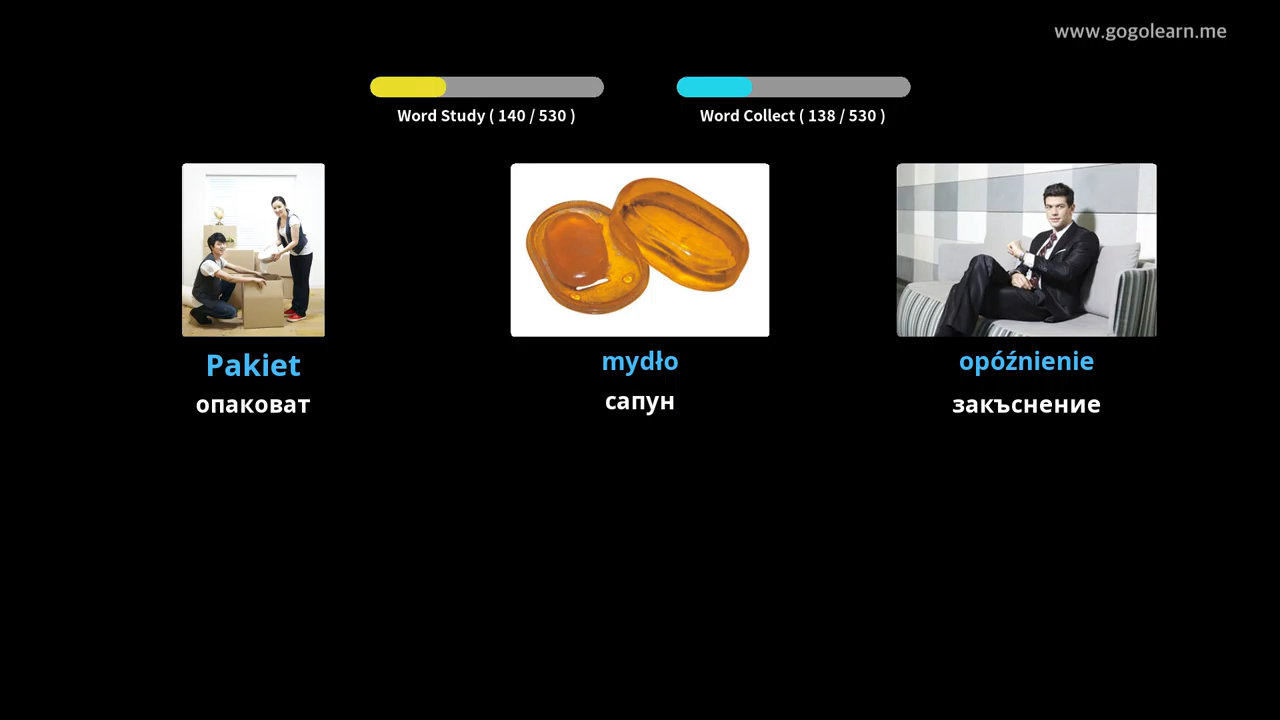 www.gogolearn.me
Word Study ( 140 / 530 )
Word Collect ( 138 / 530 )
Pakiet
опаковат
mydło
сапун
opóźnienie
закъснение